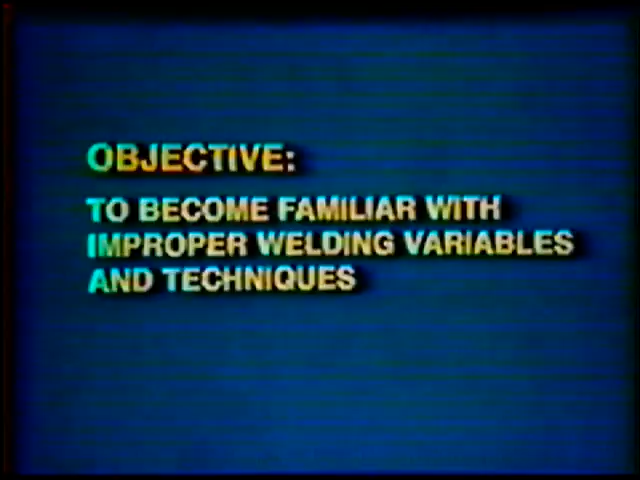 OBJECTIVE:
TO BECOME FAMILIAR WITH
IMPROPER WELDING VARIABLES
AND TECHNIQUES